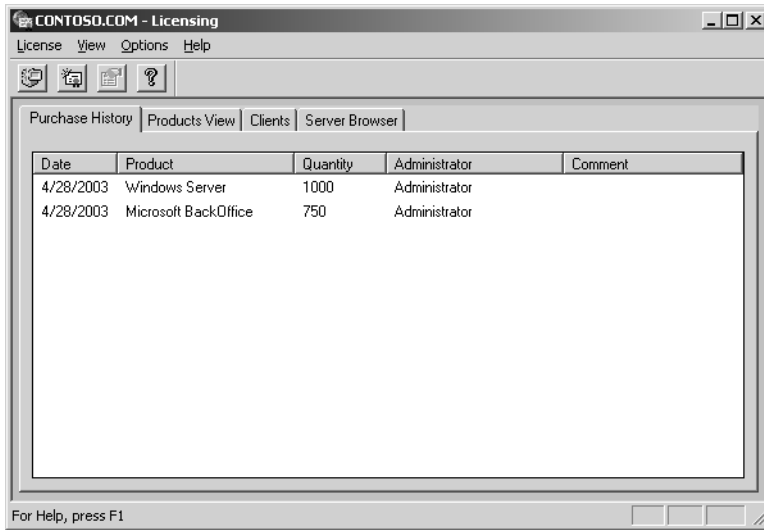 CONTOSO.COM - Licensing
License View Options Help
Purchase History Products View Clients Server Browser
Date Product Quantity Administrator Comment
4/28/2003 Windows Server 1000 Administrator
4/28/2003 Microsoft BackOffice 750 Administrator
For Help, press F1